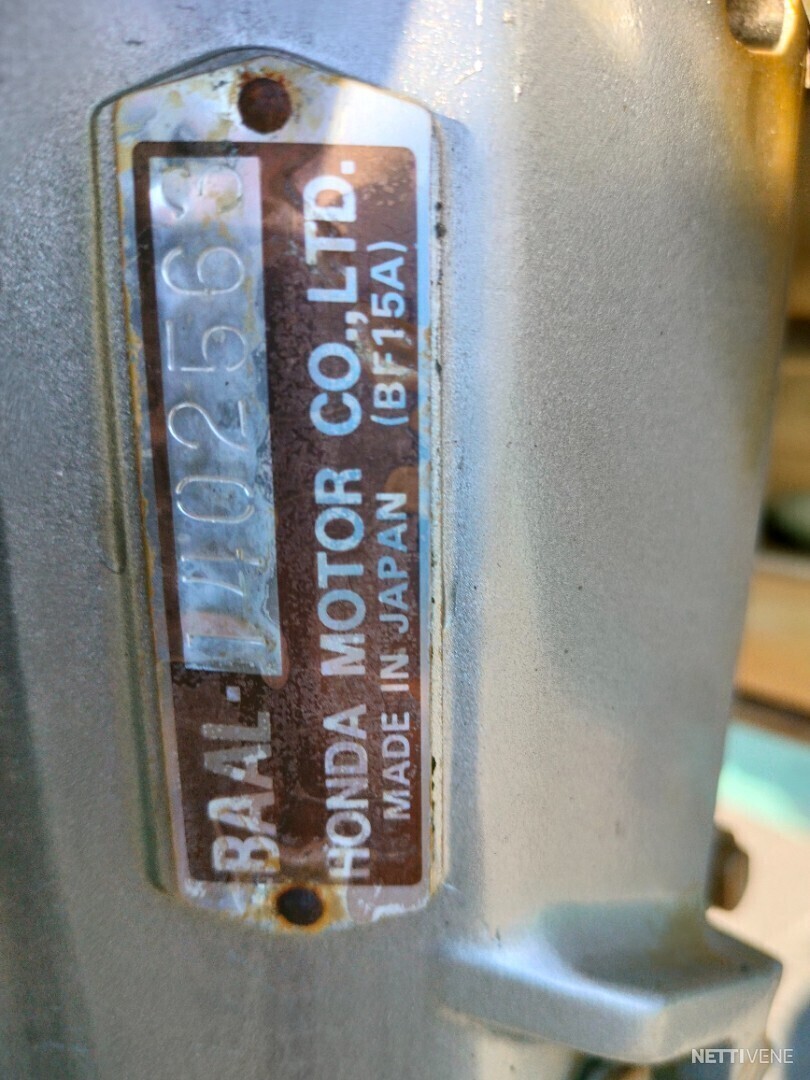 BAAL-1402563
HONDA MOTOR CO.,LTD.
MADE IN JAPAN (BF15A)
NETTIVENE